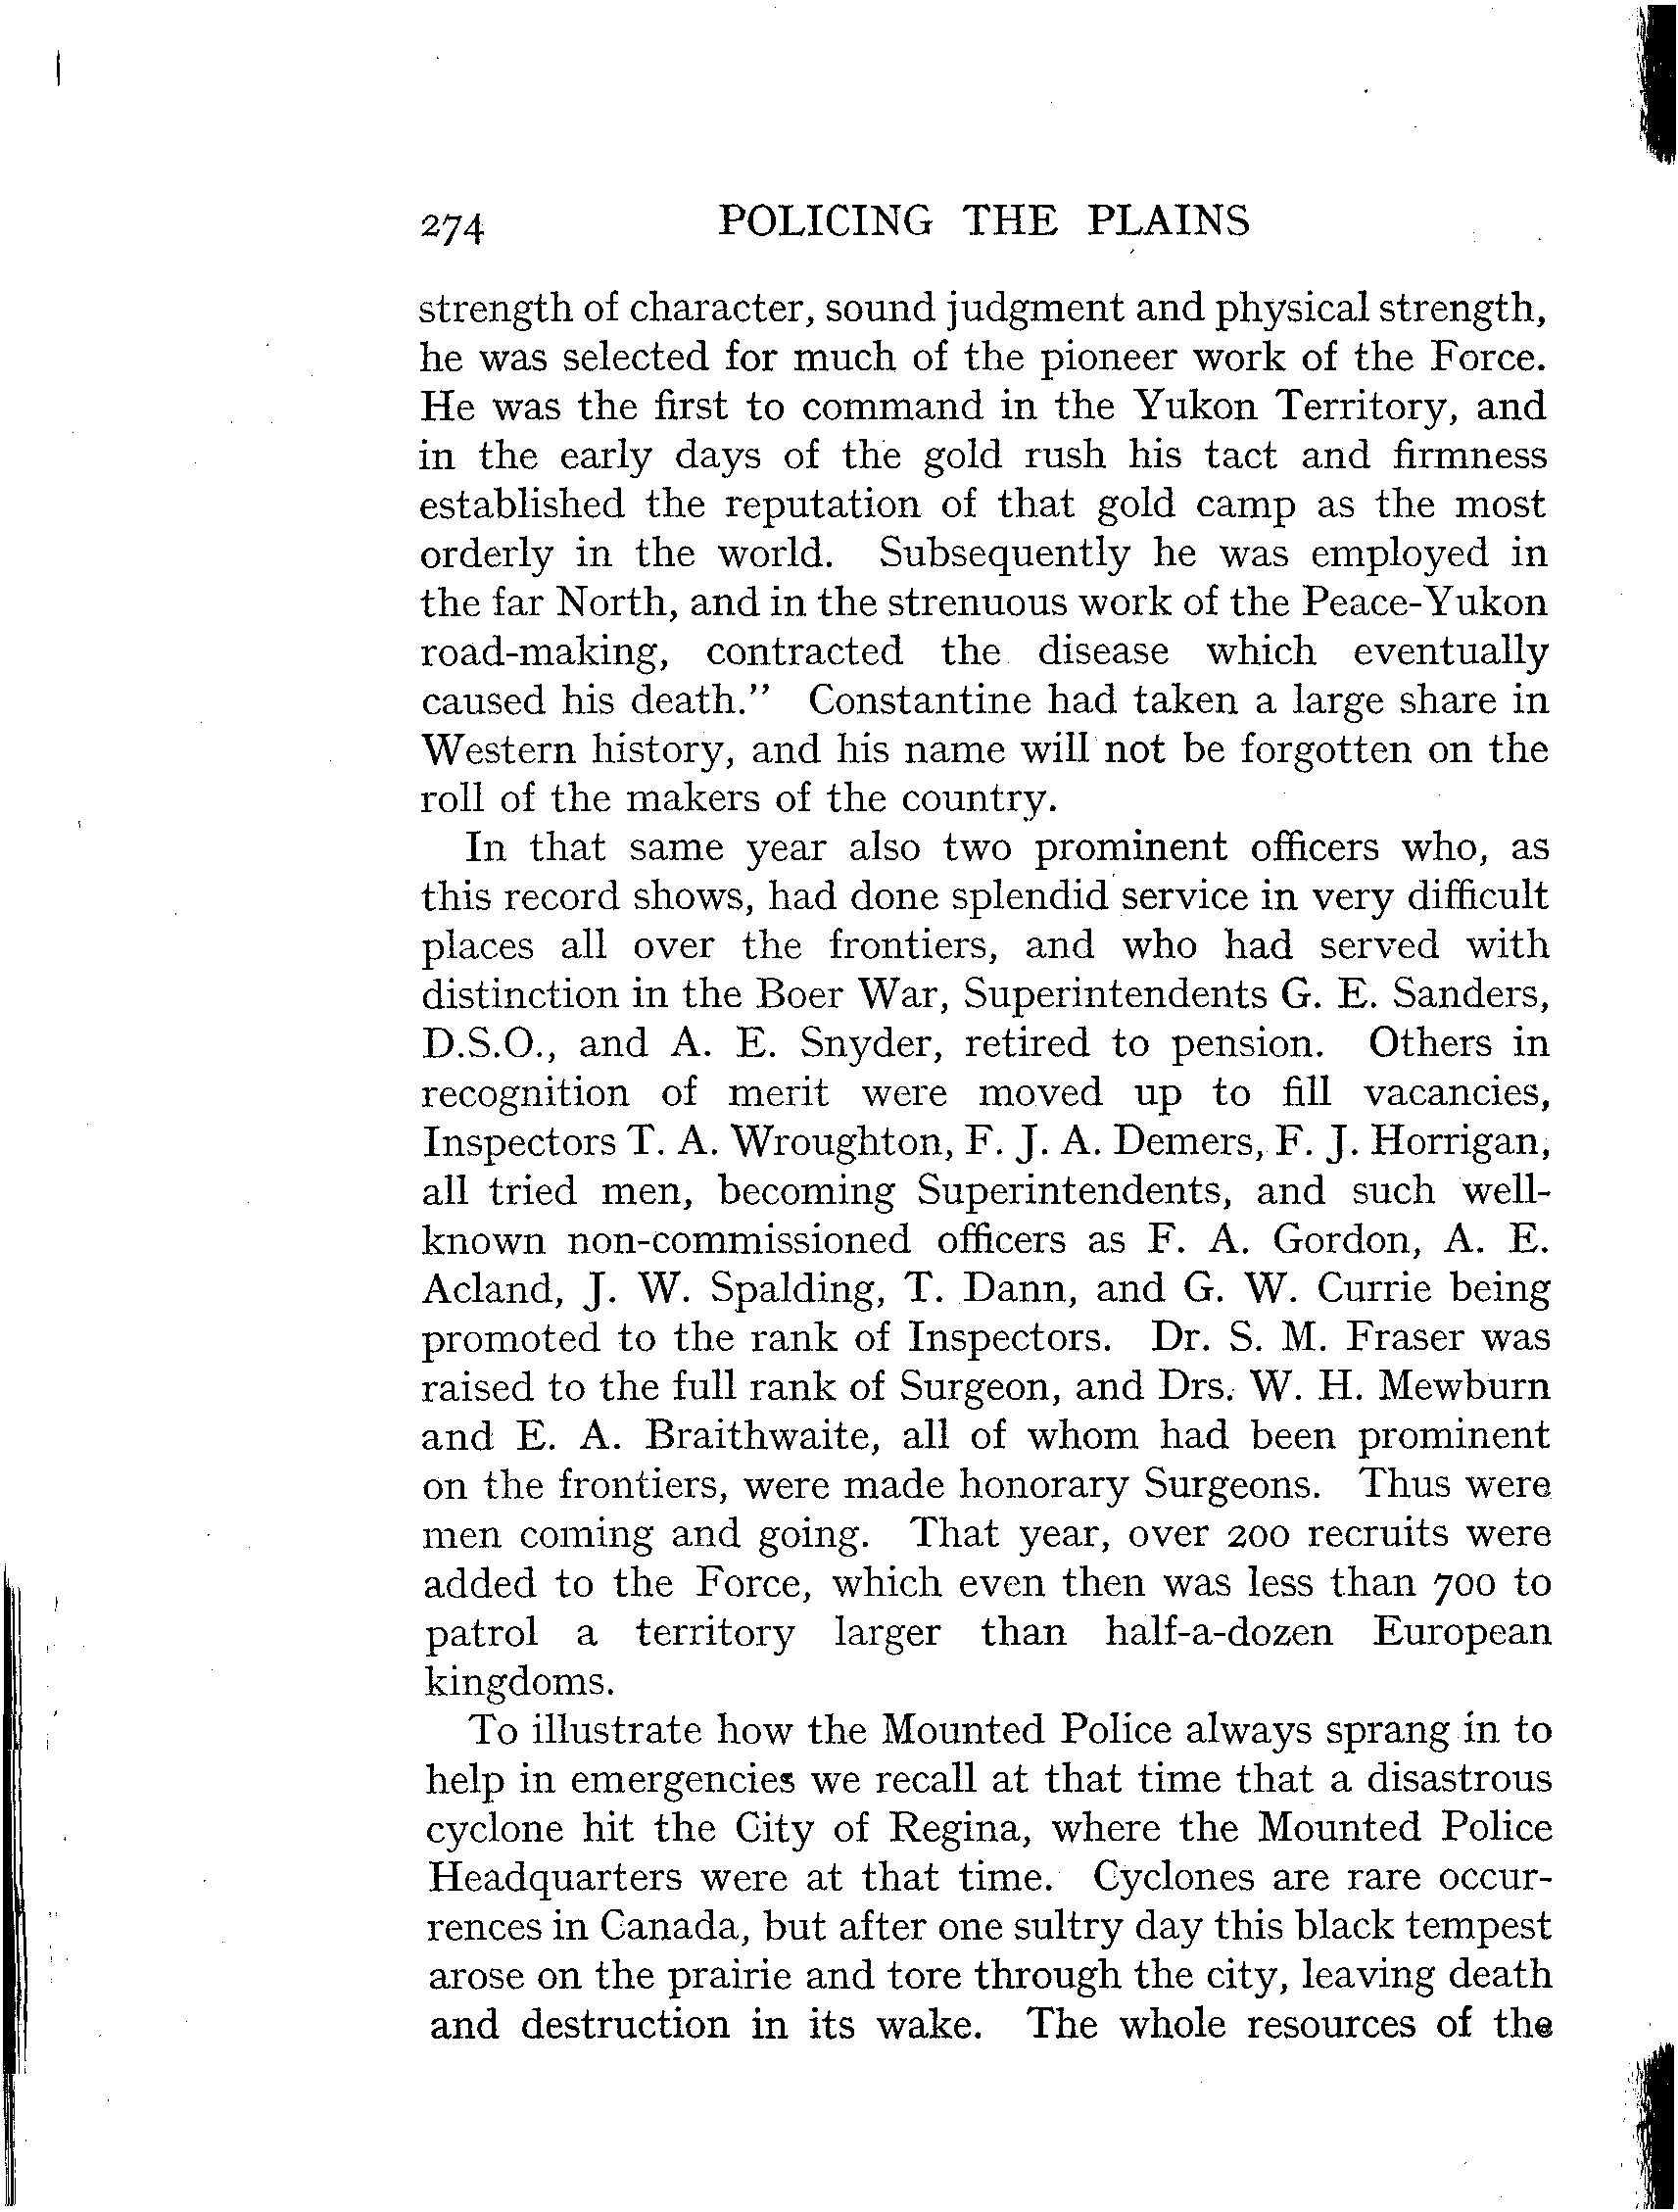 274 POLICING THE PLAINS
strength of character, sound judgment and physical strength,
he was selected for much of the pioneer work of the Force.
He was the first to command in the Yukon Territory, and
in the early days of the gold rush his tact and firmness
established the reputation of that gold camp as the most
orderly in the world. Subsequently he was employed in
the far North, and in the strenuous work of the Peace-Yukon
road-making, contracted the disease which eventually
caused his death." Constantine had taken a large share in
Western history, and his name will not be forgotten on the
roll of the makers of the country.
In that same year also two prominent officers who, as
this record shows, had done splendid service in very difficult
places all over the frontiers, and who had served with
distinction in the Boer War, Superintendents G. E. Sanders,
D.S.O., and A. E. Snyder, retired to pension. Others in
recognition of merit were moved up to fill vacancies,
Inspectors T. A. Wroughton, F. J. A. Demers, F. J. Horrigan,
all tried men, becoming Superintendents, and such well-
known non-commissioned officers as F. A. Gordon, A. E.
Acland, J. W. Spalding, T. Dann, and G. W. Currie being
promoted to the rank of Inspectors. Dr. S. M. Fraser was
raised to the full rank of Surgeon, and Drs. W. H. Mewburn
and E. A. Braithwaite, all of whom had been prominent
on the frontiers, were made honorary Surgeons. Thus were
men coming and going. That year, over 200 recruits were
added to the Force, which even then was less than 700 to
patrol a territory larger than half-a-dozen European
kingdoms.
To illustrate how the Mounted Police always sprang in to
help in emergencies we recall at that time that a disastrous
cyclone hit the City of Regina, where the Mounted Police
Headquarters were at that time. Cyclones are rare occur-
rences in Canada, but after one sultry day this black tempest
arose on the prairie and tore through the city, leaving death
and destruction in its wake. The whole resources of the